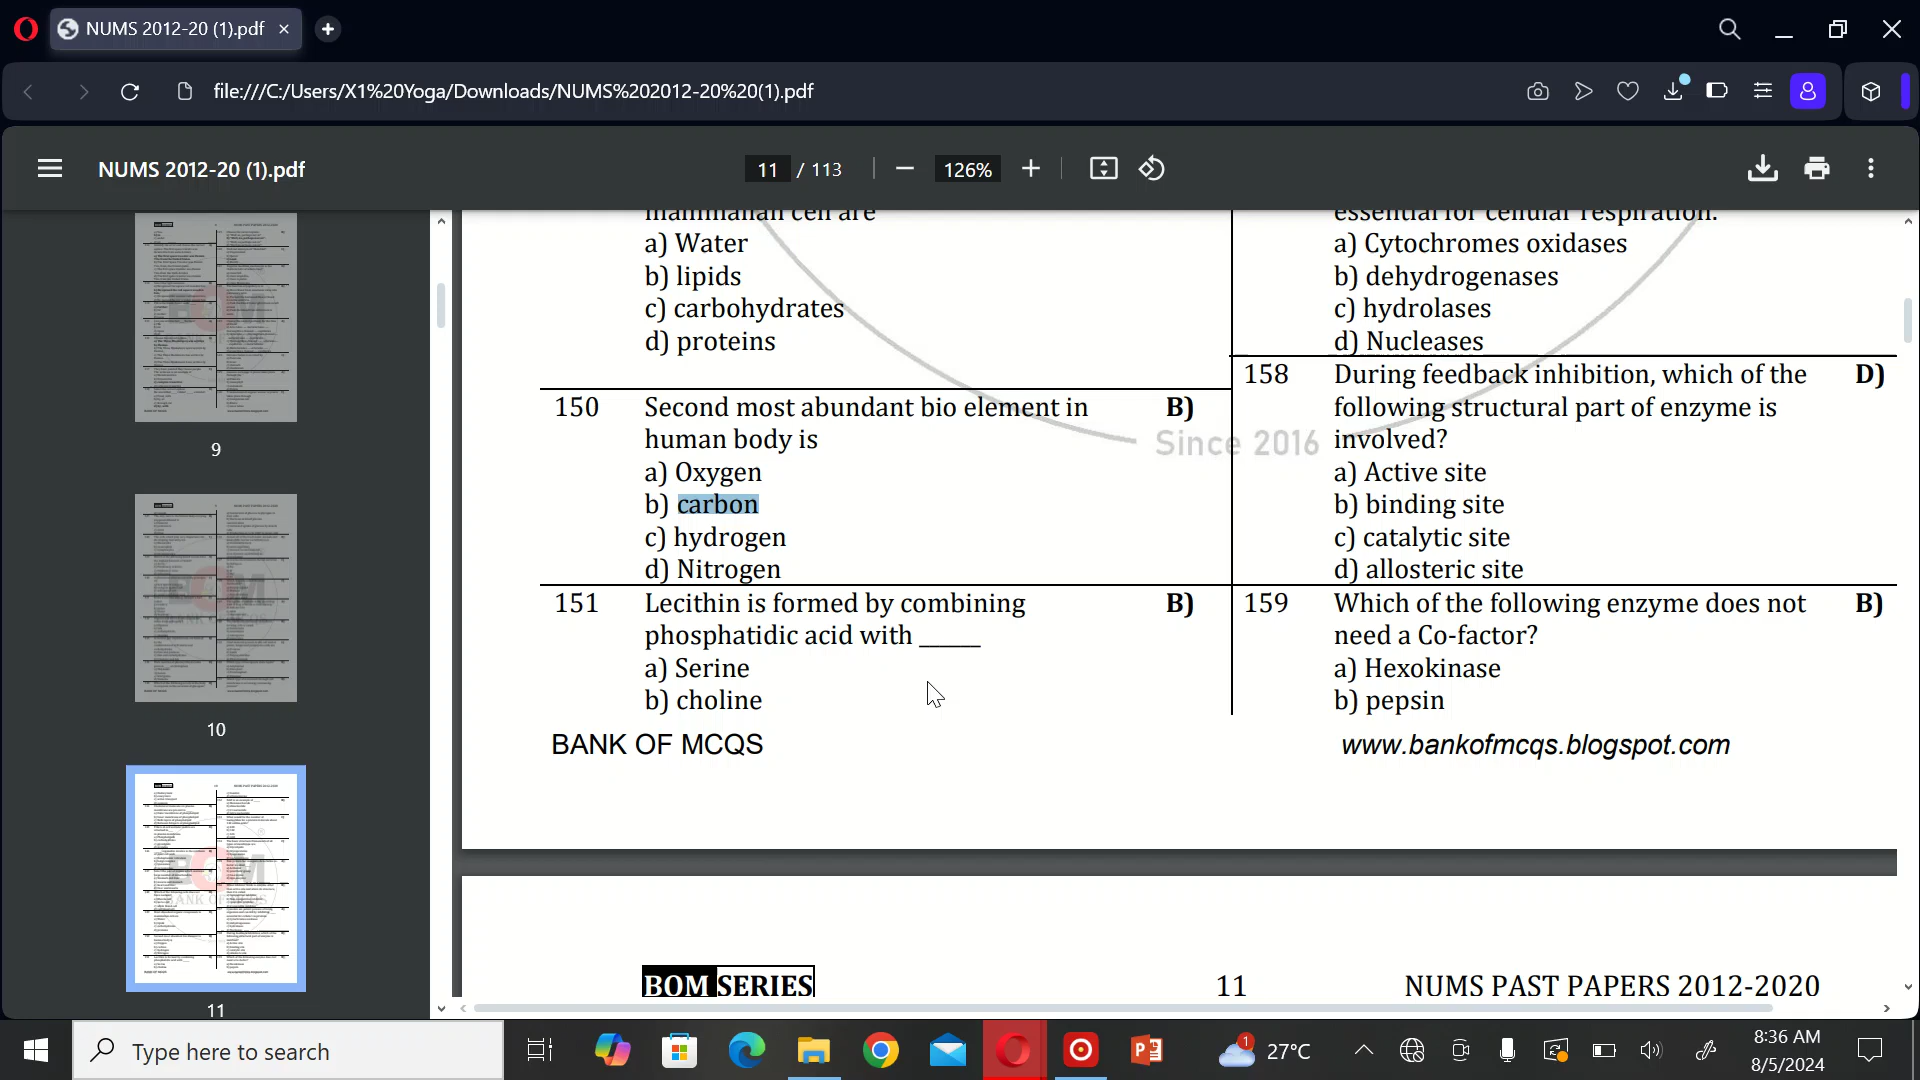 NUMS 2012-20 (1).pdf
file:///C:/Users/X1%20Yoga/Downloads/NUMS%202012-20%20(1).pdf
NUMS 2012-20 (1).pdf
11 / 113
126%
9
10
11
mammalian cell are
a) Water
b) lipids
c) carbohydrates
d) proteins
150 Second most abundant bio element in B)
human body is
a) Oxygen
b) carbon
c) hydrogen
d) Nitrogen
151 Lecithin is formed by combining B)
phosphatidic acid with ______
a) Serine
b) choline
essential for cellular respiration.
a) Cytochromes oxidases
b) dehydrogenases
c) hydrolases
d) Nucleases
158 During feedback inhibition, which of the D)
following structural part of enzyme is
involved?
a) Active site
b) binding site
c) catalytic site
d) allosteric site
159 Which of the following enzyme does not B)
need a Co-factor?
a) Hexokinase
b) pepsin
Since 2016
BANK OF MCQS www.bankofmcqs.blogspot.com
BOM SERIES 11 NUMS PAST PAPERS 2012-2020
Type here to search
1
27°C
8:36 AM
8/5/2024